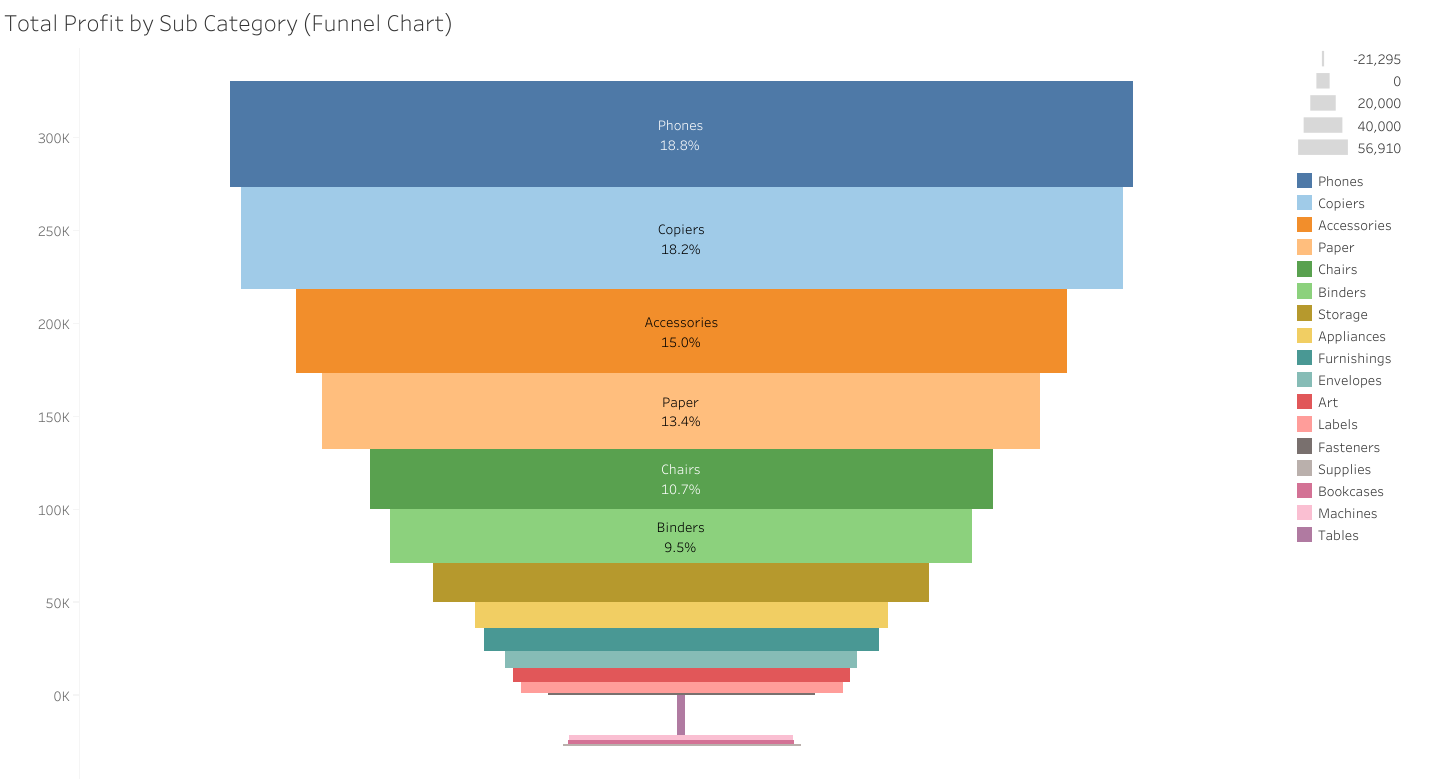 Total Profit by Sub Category (Funnel Chart)
300K
250K
200K
150K
100K
50K
0K
Phones
18.8%
Copiers
18.2%
Accessories
15.0%
Paper
13.4%
Chairs
10.7%
Binders
9.5%
-21,295
0
20,000
40,000
56,910
Phones
Copiers
Accessories
Paper
Chairs
Binders
Storage
Appliances
Furnishings
Envelopes
Art
Labels
Fasteners
Supplies
Bookcases
Machines
Tables